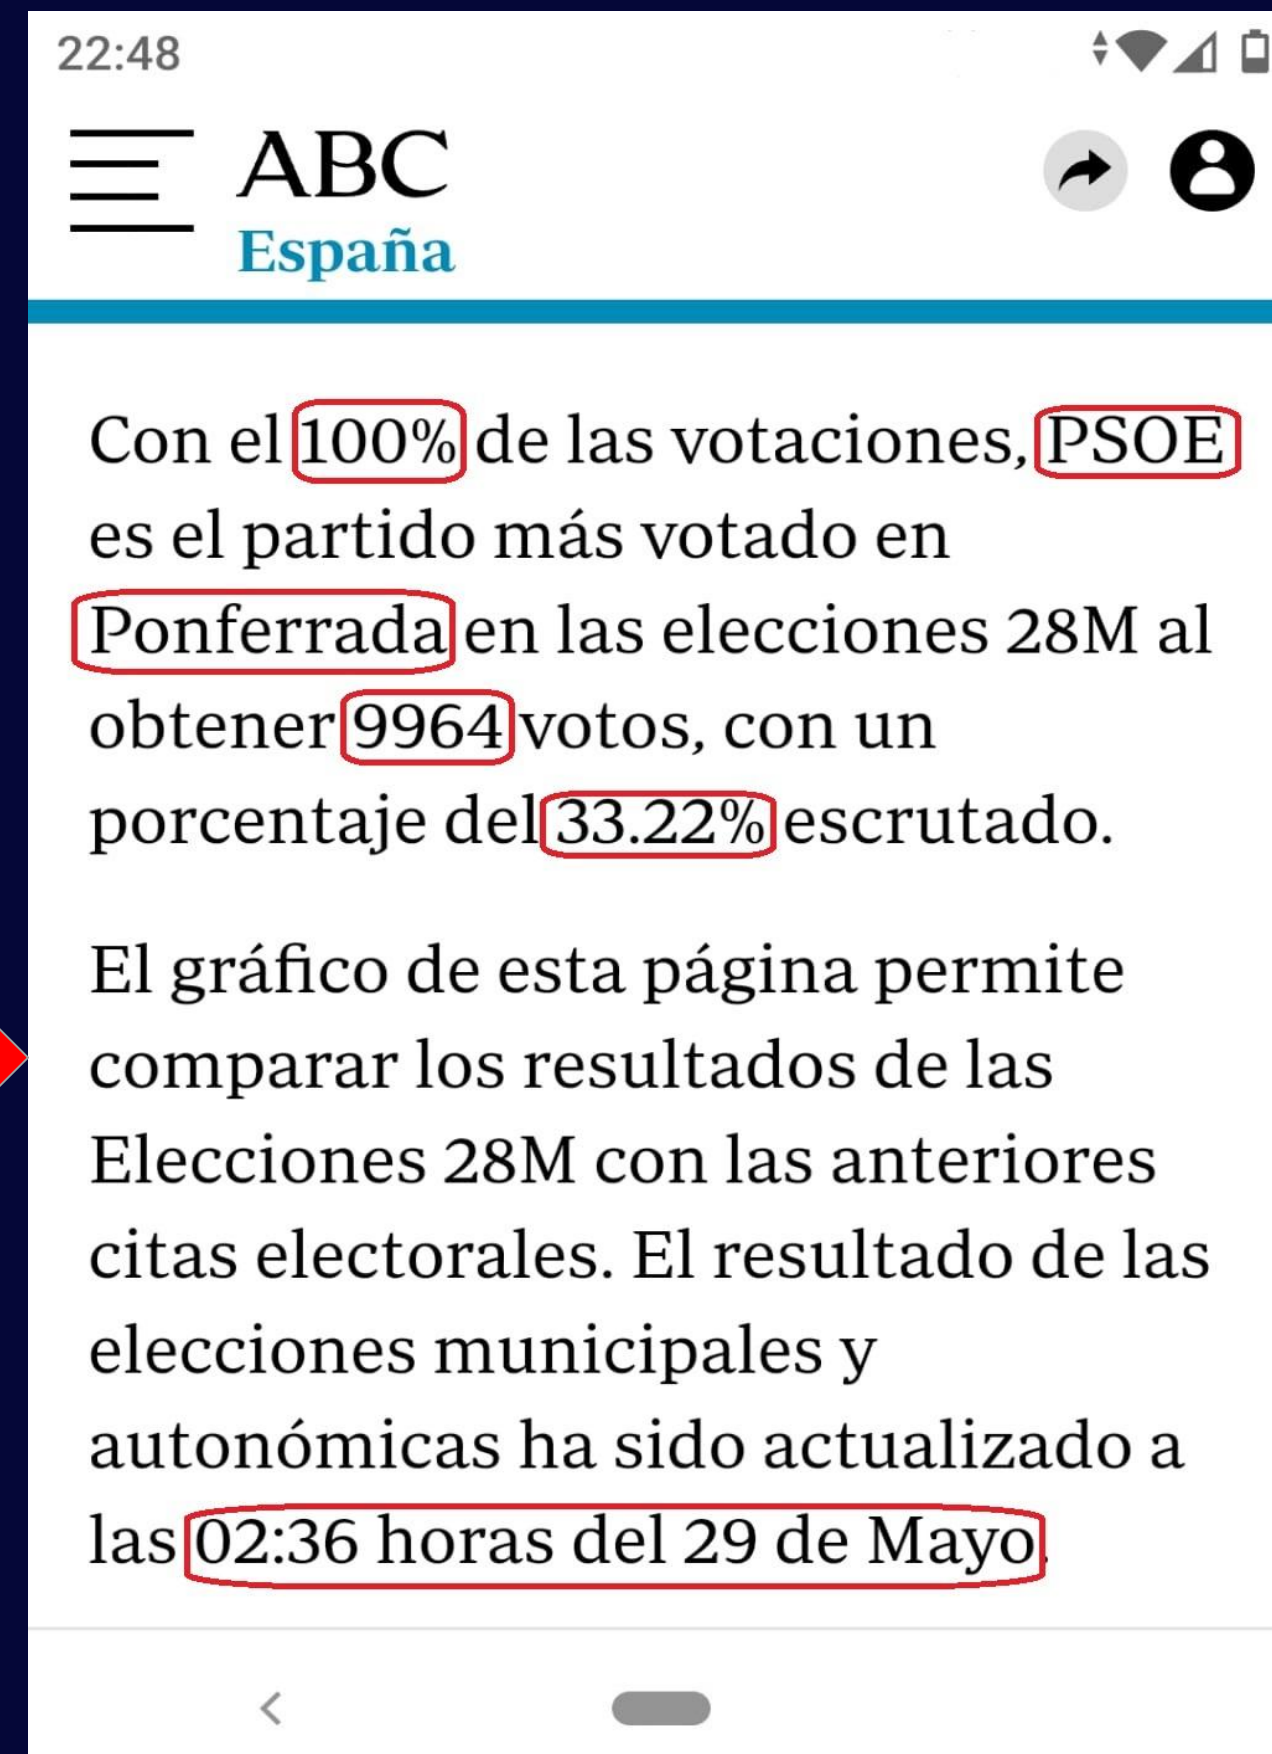 22:48
ABC
España
Con el 100% de las votaciones, PSOE
es el partido más votado en
Ponferrada en las elecciones 28M al
obtener 9964 votos, con un
porcentaje del 33.22% escrutado.
El gráfico de esta página permite
comparar los resultados de las
Elecciones 28M con las anteriores
citas electorales. El resultado de las
elecciones municipales y
autonómicas ha sido actualizado a
las 02:36 horas del 29 de Mayo.